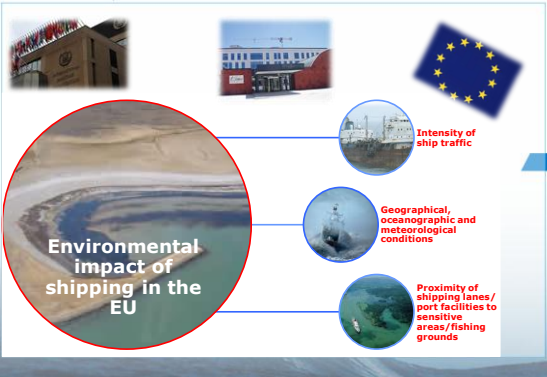 Environmental
impact of
shipping in the
EU
Intensity of
ship traffic
Geographical,
oceanographic and
meteorological
conditions
Proximity of
shipping lanes/
port facilities to
sensitive
areas/fishing
grounds